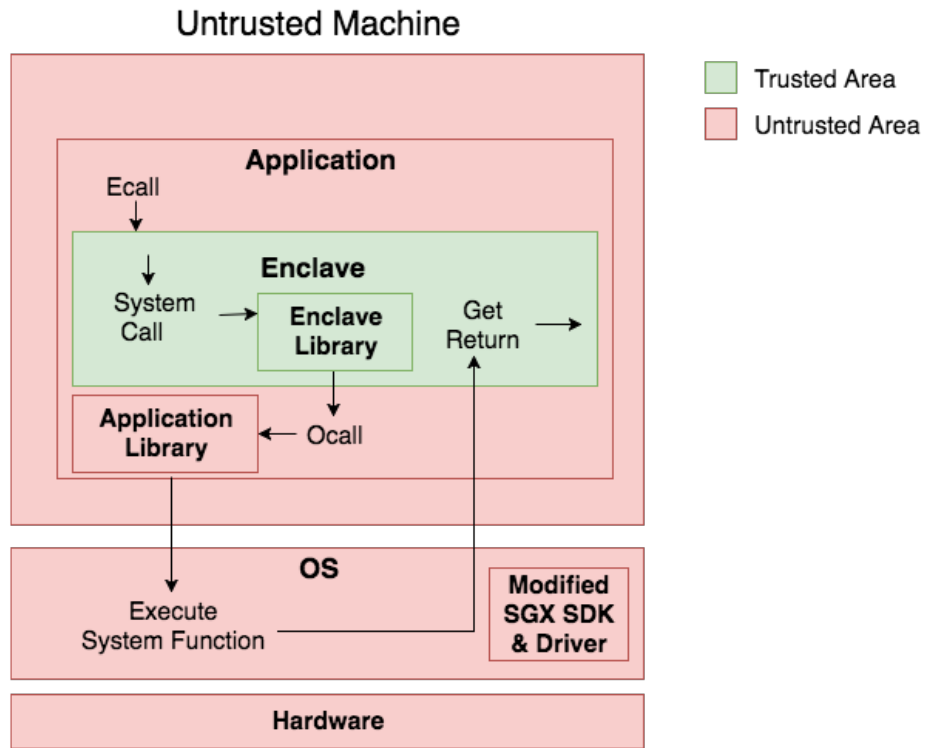 Untrusted Machine
Trusted Area
Untrusted Area
Application
Ecall
Enclave
System
Call
Enclave
Library
Get
Return
Application
Library
Ocall
OS
Execute
System Function
Modified
SGX SDK
& Driver
Hardware